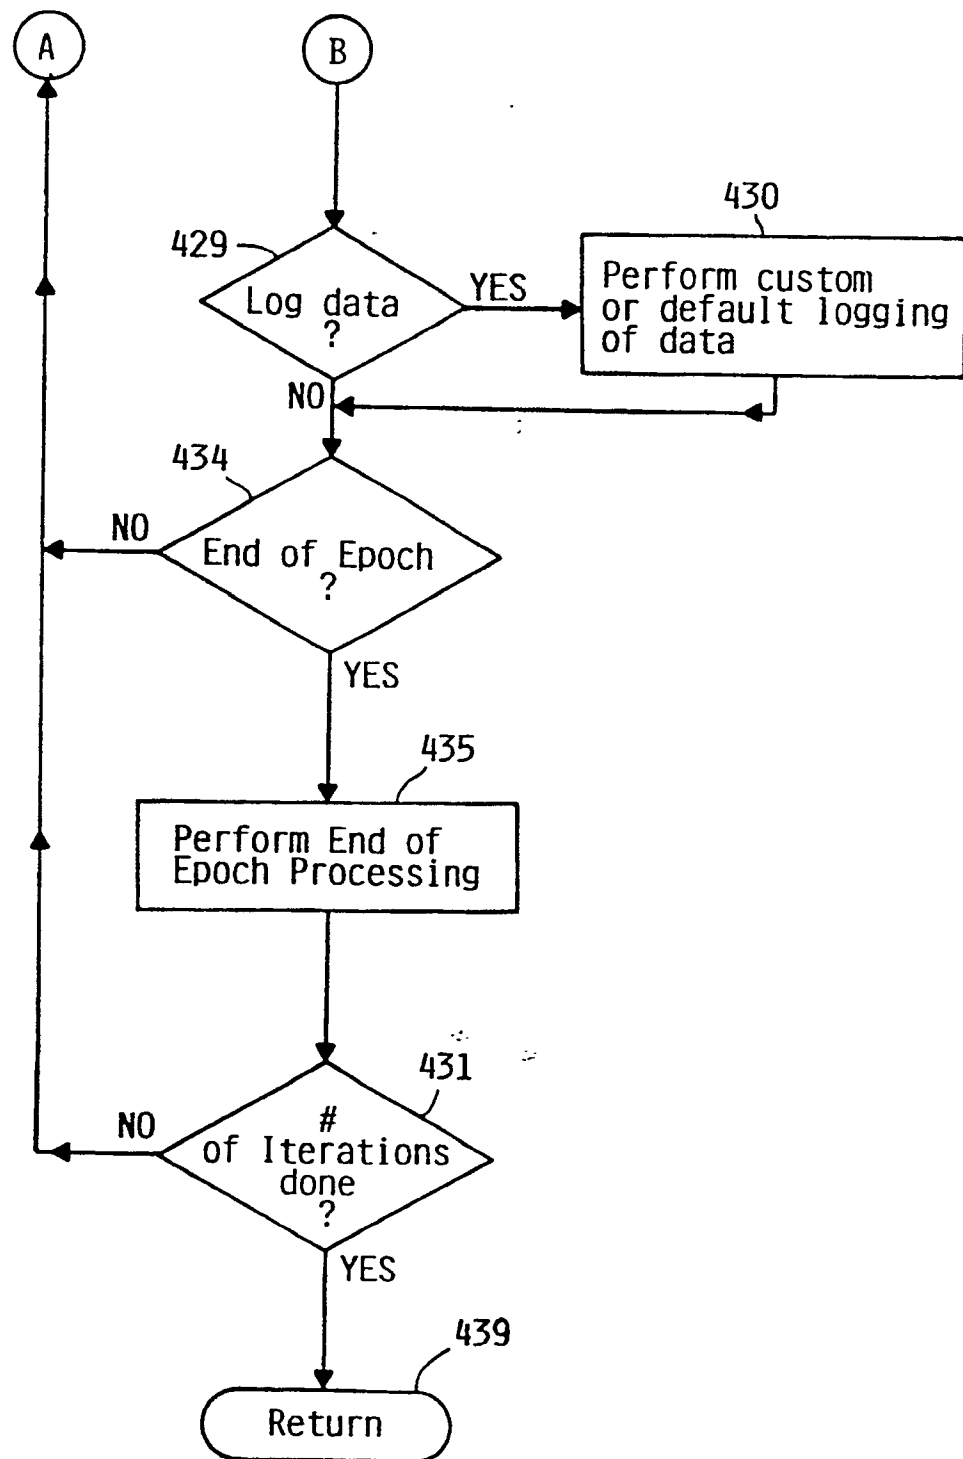 A
B
430
429
Log data
?
YES
Perform custom
or default logging
of data
NO
434
NO
End of Epoch
?
YES
435
Perform End of
Epoch Processing
431
NO
#
of Iterations
done
?
YES
439
Return